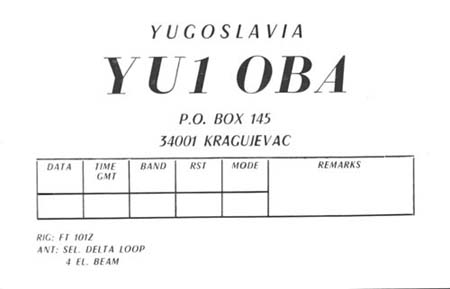 YUGOSLAVIA
YU1 OBA
P.O. BOX 145
34001 KRAGUJEVAC
DATA TIME GMT BAND RST MODE REMARKS
RIG: FT 101Z
ANT: SEL. DELTA LOOP
4 EL. BEAM